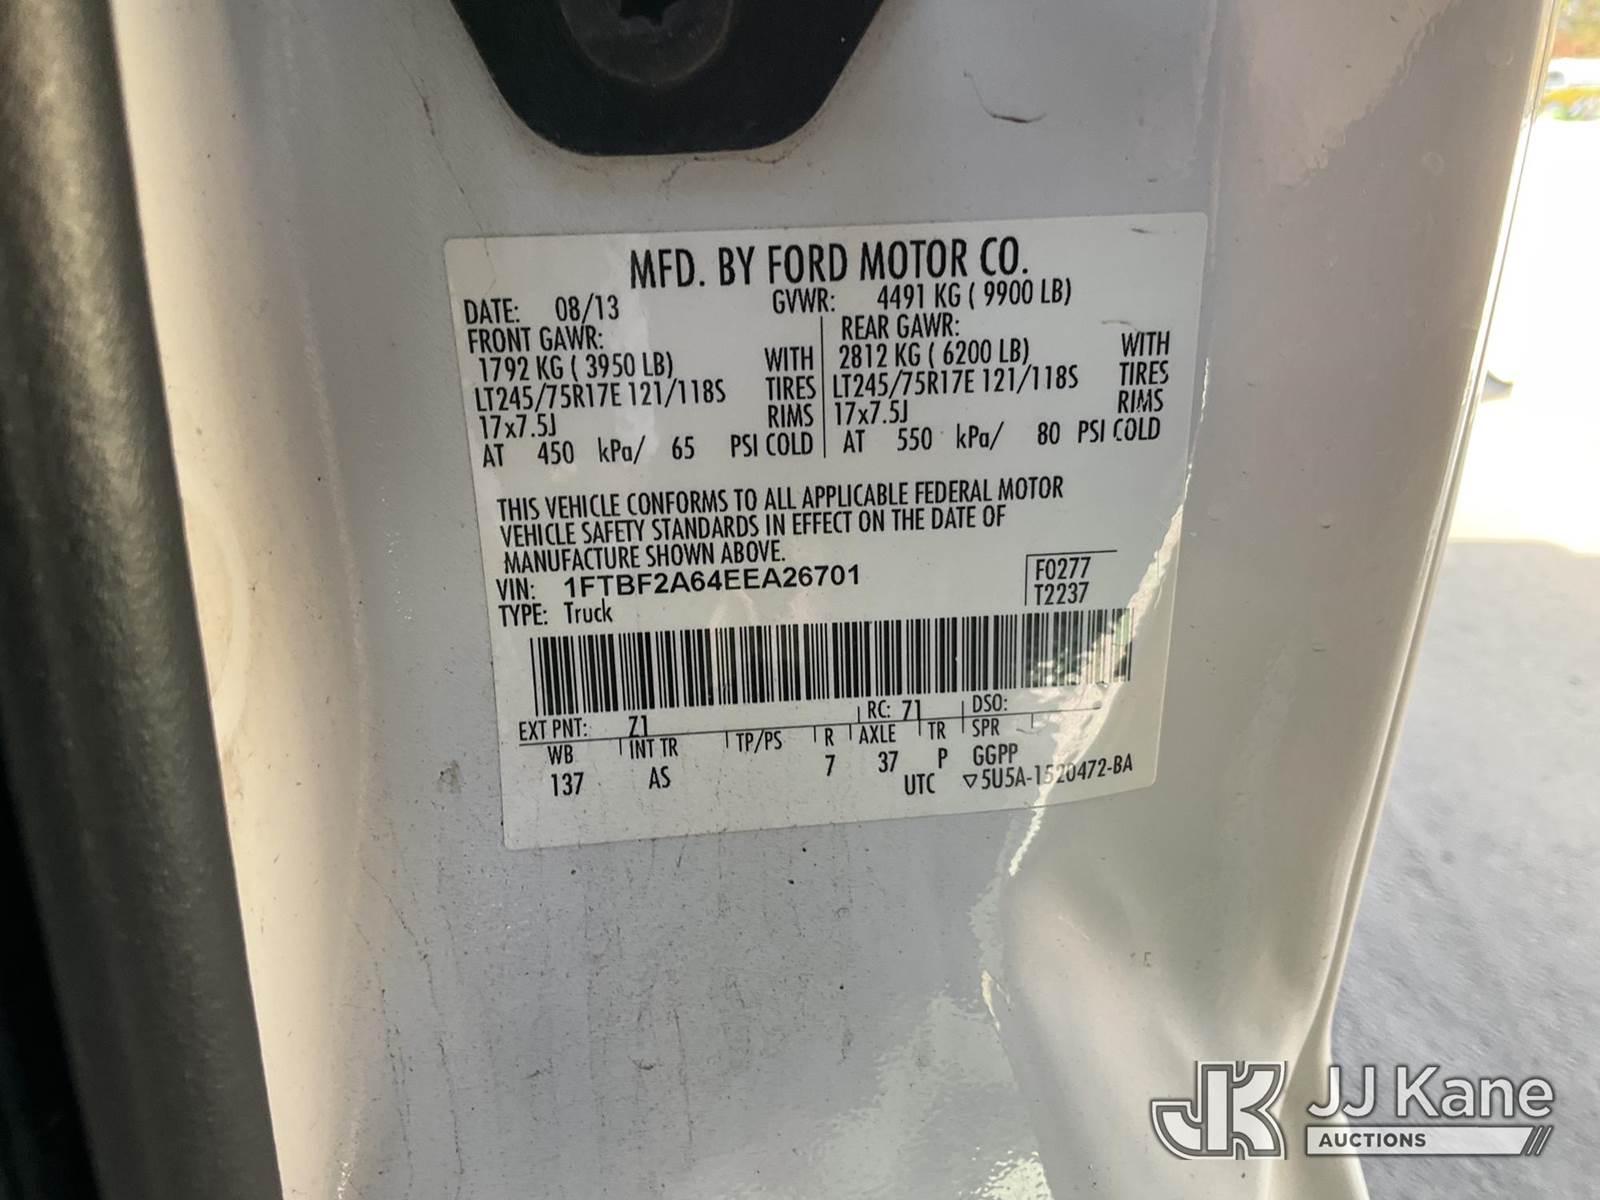 MFD. BY FORD MOTOR CO.
DATE: 08/13 GVWR: 4491 KG ( 9900 LB)
FRONT GAWR: REAR GAWR:
1792 KG ( 3950 LB) WITH 2812 KG ( 6200 LB) WITH
LT245/75R17E 121/118S TIRES LT245/75R17E 121/118S TIRES
17x7.5J RIMS 17x7.5J RIMS
AT 450 kPa/ 65 PSI COLD AT 550 kPa/ 80 PSI COLD
THIS VEHICLE CONFORMS TO ALL APPLICABLE FEDERAL MOTOR
VEHICLE SAFETY STANDARDS IN EFFECT ON THE DATE OF
MANUFACTURE SHOWN ABOVE.
VIN: 1FTBF2A64EEA26701 F0277
TYPE: Truck T2237
EXT PNT: Z1 RC: 71 DSO:
WB INT TR TP/PS R AXLE TR SPR
137 AS 7 37 P GGPP
UTC ▽5U5A-1520472-BA
JK JJ Kane
AUCTIONS